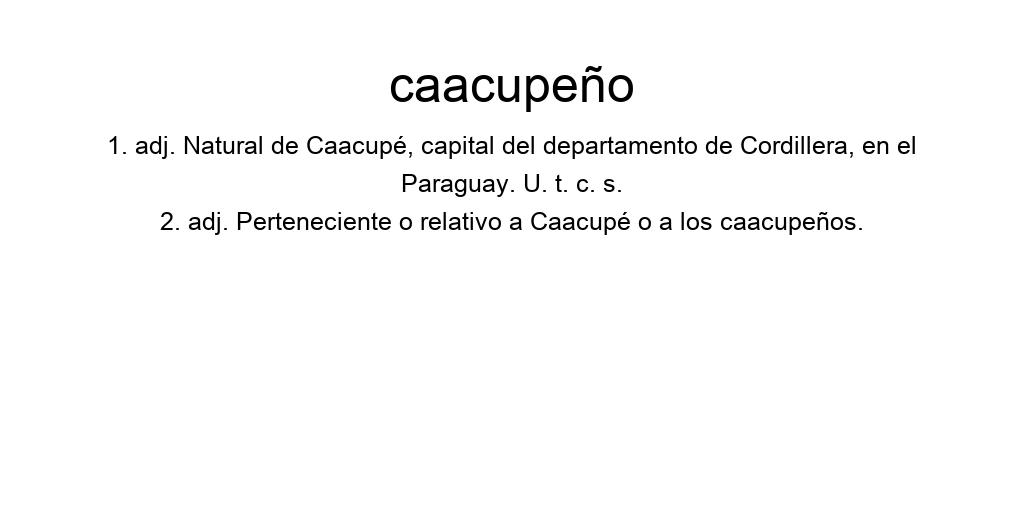 caacupeño
1. adj. Natural de Caacupé, capital del departamento de Cordillera, en el
Paraguay. U. t. c. s.
2. adj. Perteneciente o relativo a Caacupé o a los caacupeños.